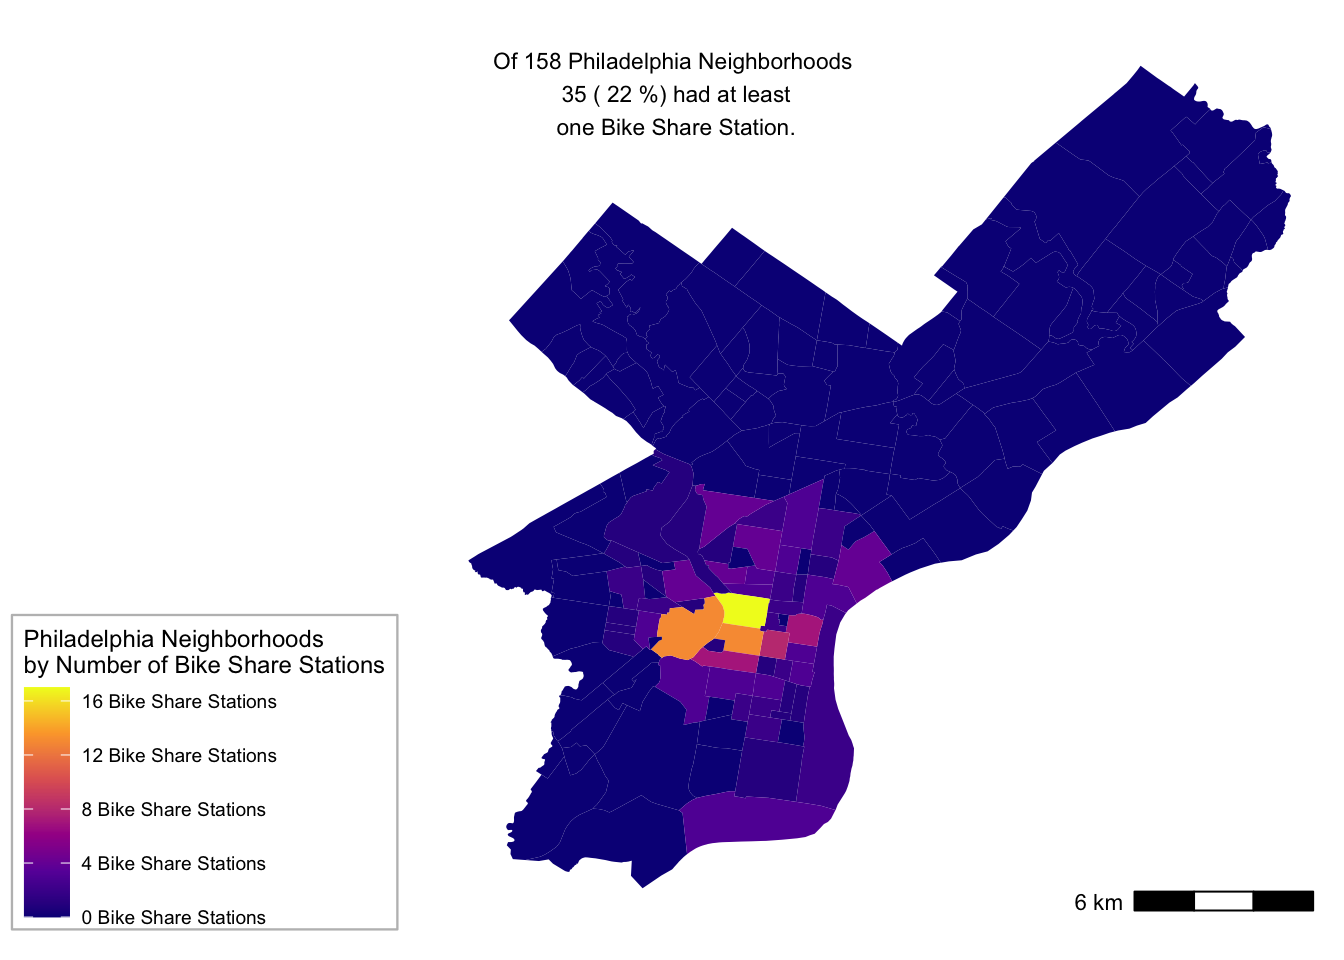 Of 158 Philadelphia Neighborhoods
35 ( 22 %) had at least
one Bike Share Station.
Philadelphia Neighborhoods
by Number of Bike Share Stations
16 Bike Share Stations
12 Bike Share Stations
8 Bike Share Stations
4 Bike Share Stations
0 Bike Share Stations
6 km